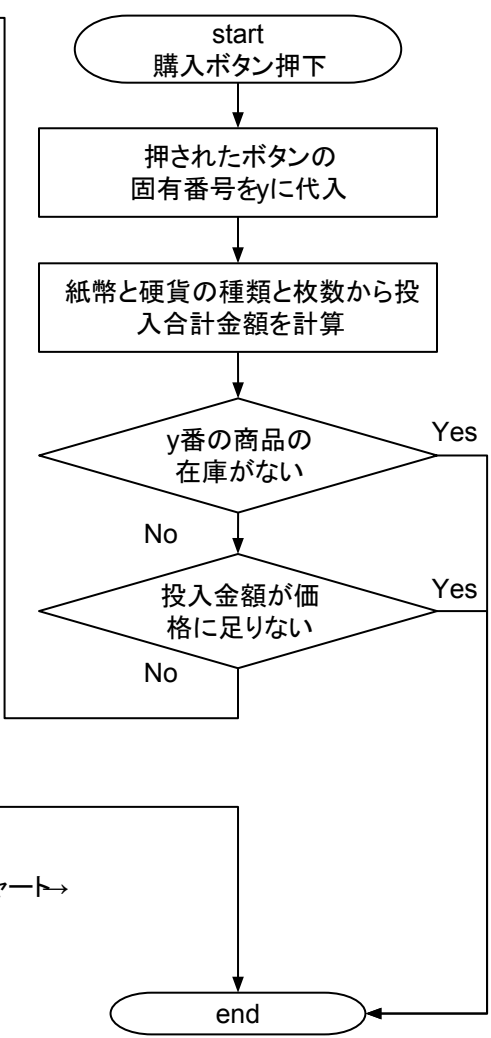 start
購入ボタン押下
押されたボタンの
固有番号をyに代入
紙幣と硬貨の種類と枚数から投
入合計金額を計算
y番の商品の
在庫がない
Yes
No
投入金額が価
格に足りない
Yes
No
ャート→
end